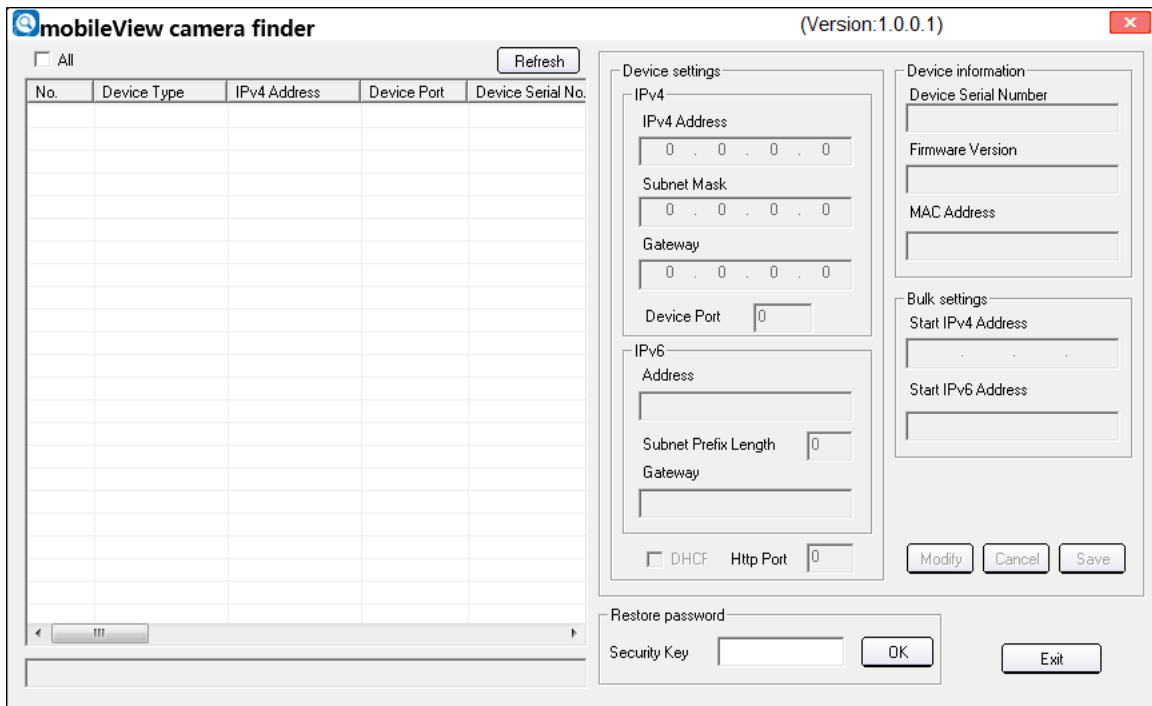 mobileView camera finder (Version:1.0.0.1)
All
Refresh
No. Device Type IPv4 Address Device Port Device Serial No.
Device settings
IPv4
IPv4 Address
0 . 0 . 0 . 0
Subnet Mask
0 . 0 . 0 . 0
Gateway
0 . 0 . 0 . 0
Device Port 0
IPv6
Address
Subnet Prefix Length 0
Gateway
DHCF Http Port 0
Device information
Device Serial Number
Firmware Version
MAC Address
Bulk settings
Start IPv4 Address
. . .
Start IPv6 Address
Modify Cancel Save
Restore password
Security Key OK
Exit